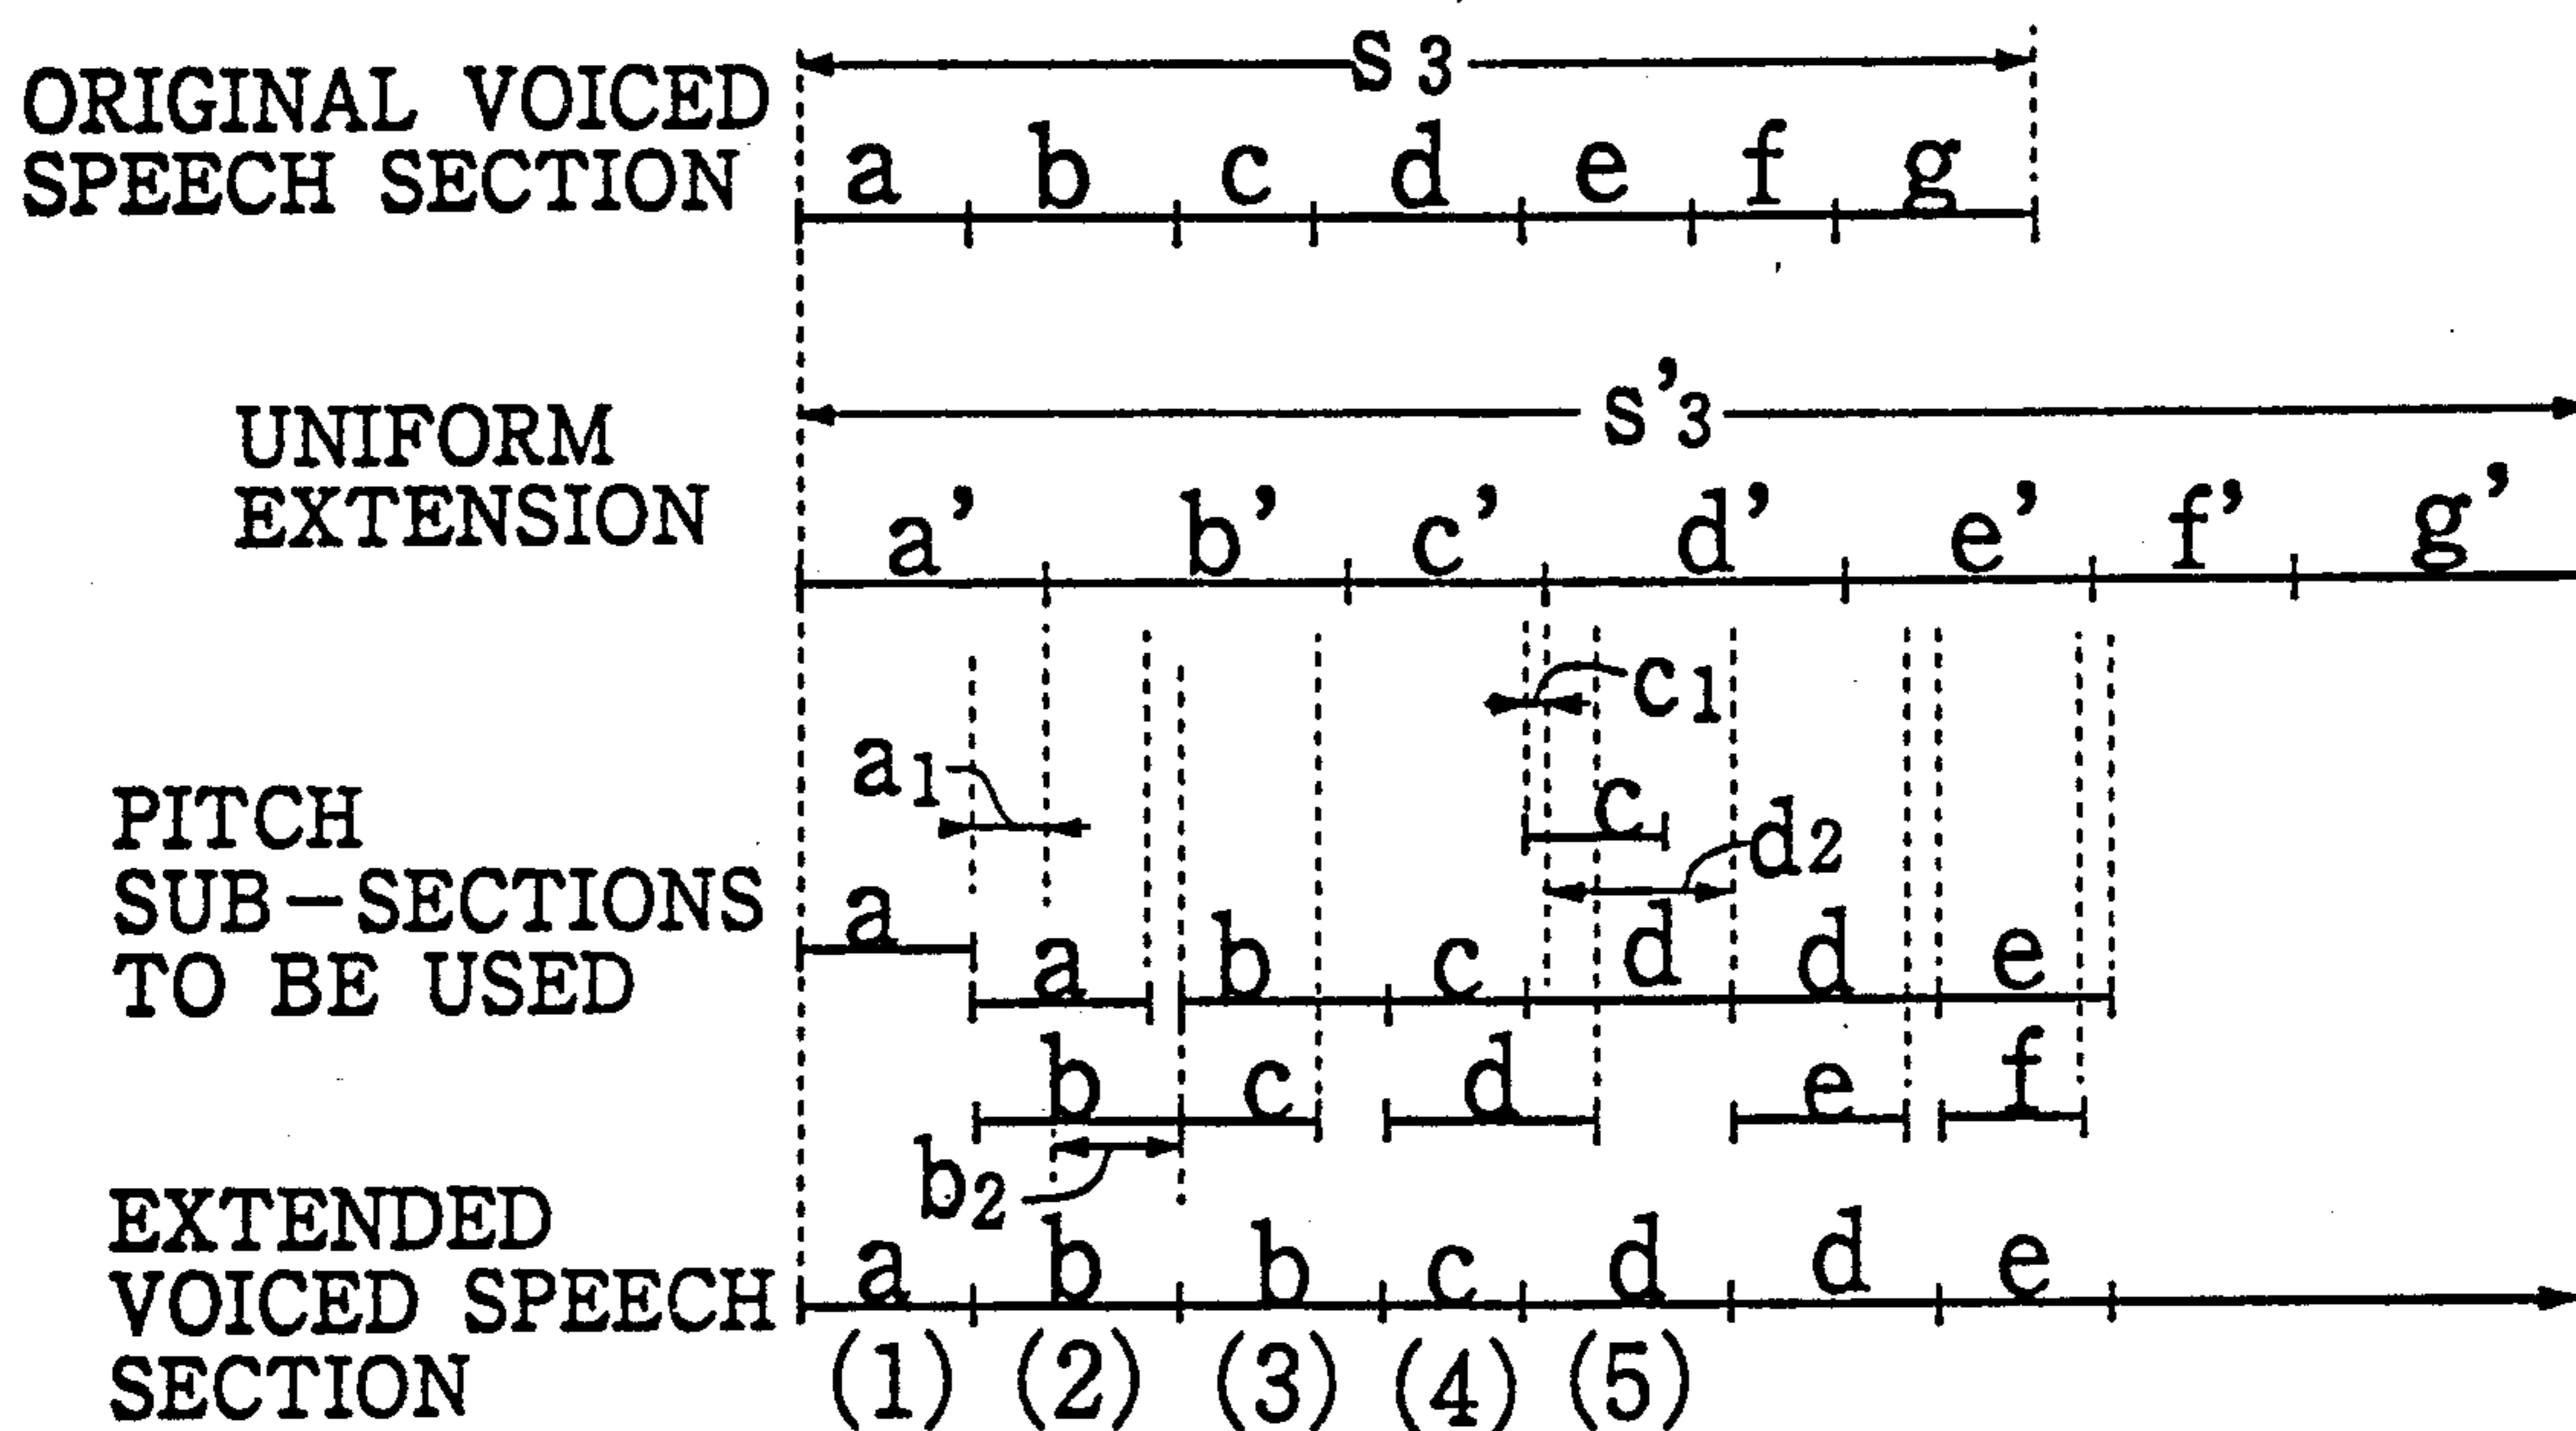 s3
ORIGINAL VOICED
SPEECH SECTION
a b c d e f g
s'3
UNIFORM
EXTENSION
a' b' c' d' e' f' g'
c1
a1
c
d2
PITCH
SUB-SECTIONS
TO BE USED
a
a b c d d e
b c d e f
b2
EXTENDED
VOICED SPEECH
SECTION
a b b c d d e
(1) (2) (3) (4) (5)